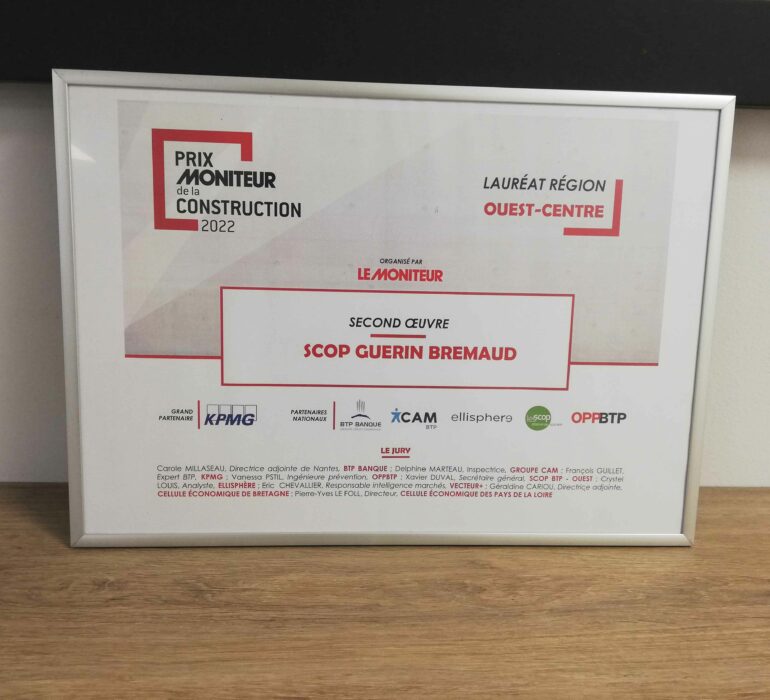 PRIX
MONITEUR
de la
CONSTRUCTION
2022
LAURÉAT RÉGION
OUEST-CENTRE
ORGANISÉ PAR
LE MONITEUR
SECOND ŒUVRE
SCOP GUERIN BREMAUD
GRAND
PARTENAIRE
KPMG
PARTENAIRES
NATIONAUX
BTP BANQUE
CAM
BTP
ellisphere
lescop
OPPBTP
LE JURY
Carole MILLASEAU, Directrice adjointe de Nantes, BTP BANQUE ; Delphine MARTEAU, Inspectrice, GROUPE CAM ; François GUILLET,
Expert BTP, KPMG ; Vanessa PSTIL, Ingénieure prévention, OPPBTP ; Xavier DUVAL, Secrétaire général, SCOP BTP - OUEST ; Crystel
LOUIS, Analyste, ELLISPHÈRE ; Eric CHEVALLIER, Responsable intelligence marchés, VECTEUR+ ; Géraldine CARIOU, Directrice adjointe,
CELLULE ÉCONOMIQUE DE BRETAGNE ; Pierre-Yves LE FOLL, Directeur, CELLULE ÉCONOMIQUE DES PAYS DE LA LOIRE